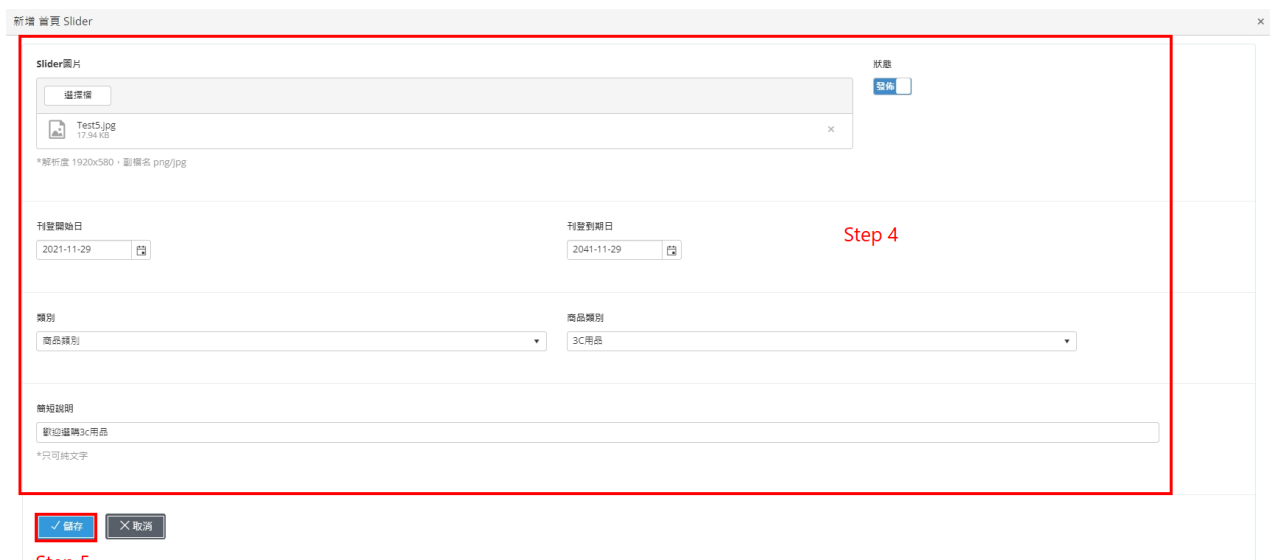 新增 首頁 Slider
×
Slider圖片
狀態
選擇檔
發佈
Test5.jpg
17.94 KB
×
*解析度 1920x580，副檔名 png/jpg
刊登開始日
刊登到期日
2021-11-29
2041-11-29
Step 4
類別
商品類別
商品類別
3C用品
簡短說明
歡迎選購3c用品
*只可純文字
✓ 儲存
╳ 取消
Step 5